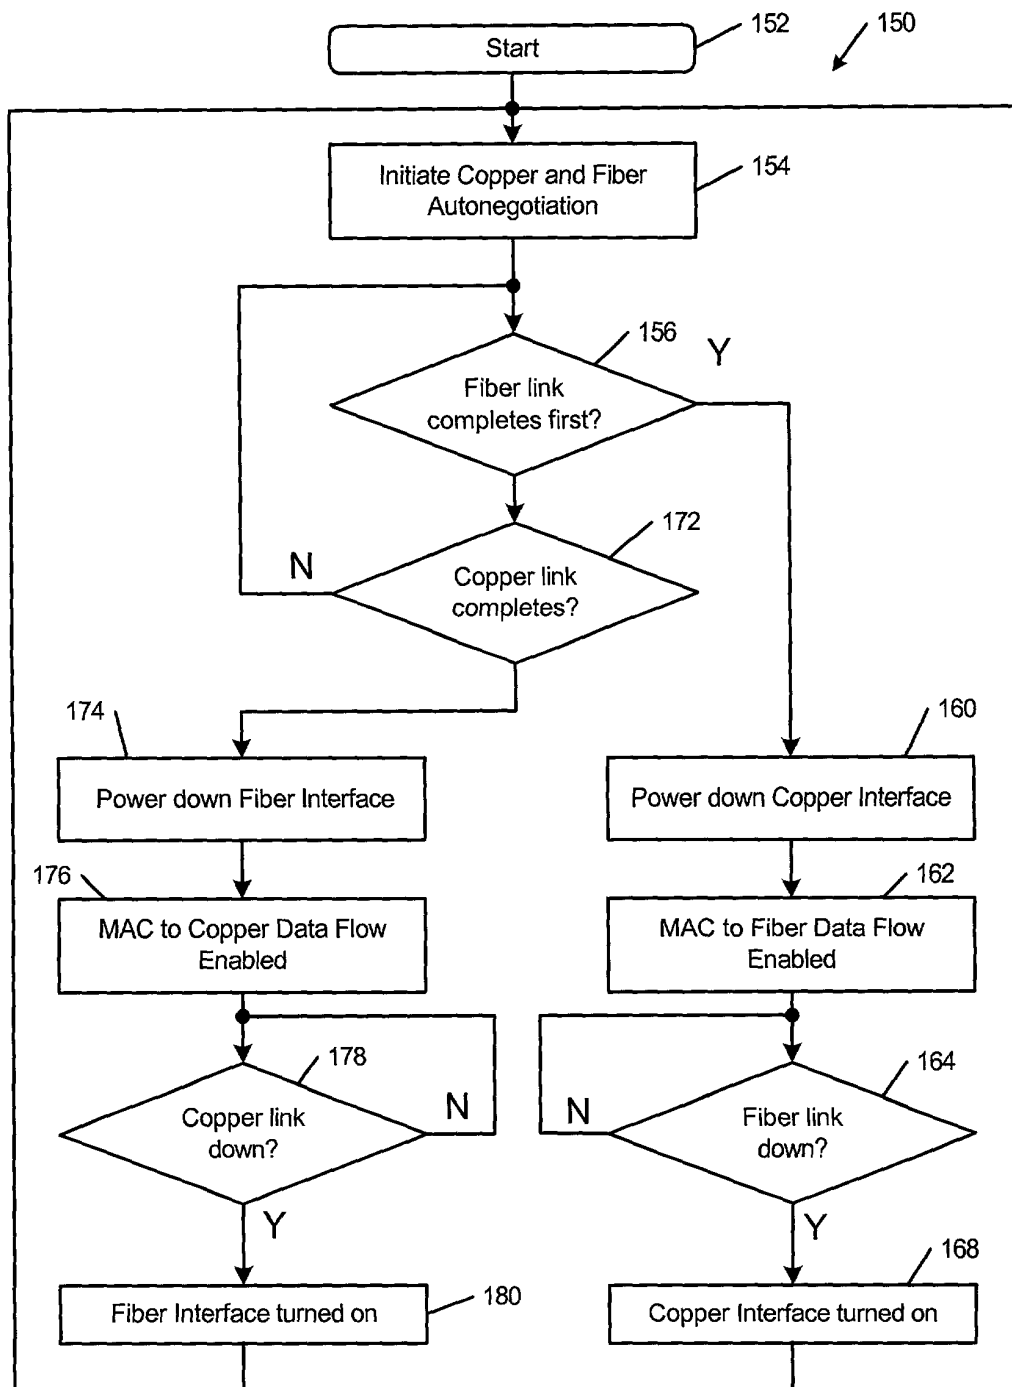 Start
152
150
Initiate Copper and Fiber
Autonegotiation
154
156
Y
Fiber link
completes first?
172
N
Copper link
completes?
174
160
Power down Fiber Interface
Power down Copper Interface
176
162
MAC to Copper Data Flow
Enabled
MAC to Fiber Data Flow
Enabled
178
164
Copper link
down?
N
N
Fiber link
down?
Y
Y
168
Fiber Interface turned on
180
Copper Interface turned on